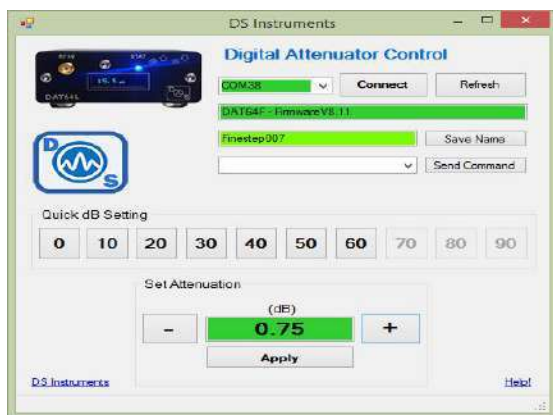 DS Instruments
Digital Attenuator Control
DAT64L
COM38 Connect Refresh
DAT64F - FirmwareV8.11
Finestep007 Save Name
D S Send Command
Quick dB Setting
0 10 20 30 40 50 60 70 80 90
Set Attenuation
(dB)
- 0.75 +
Apply
DS Instruments Help!